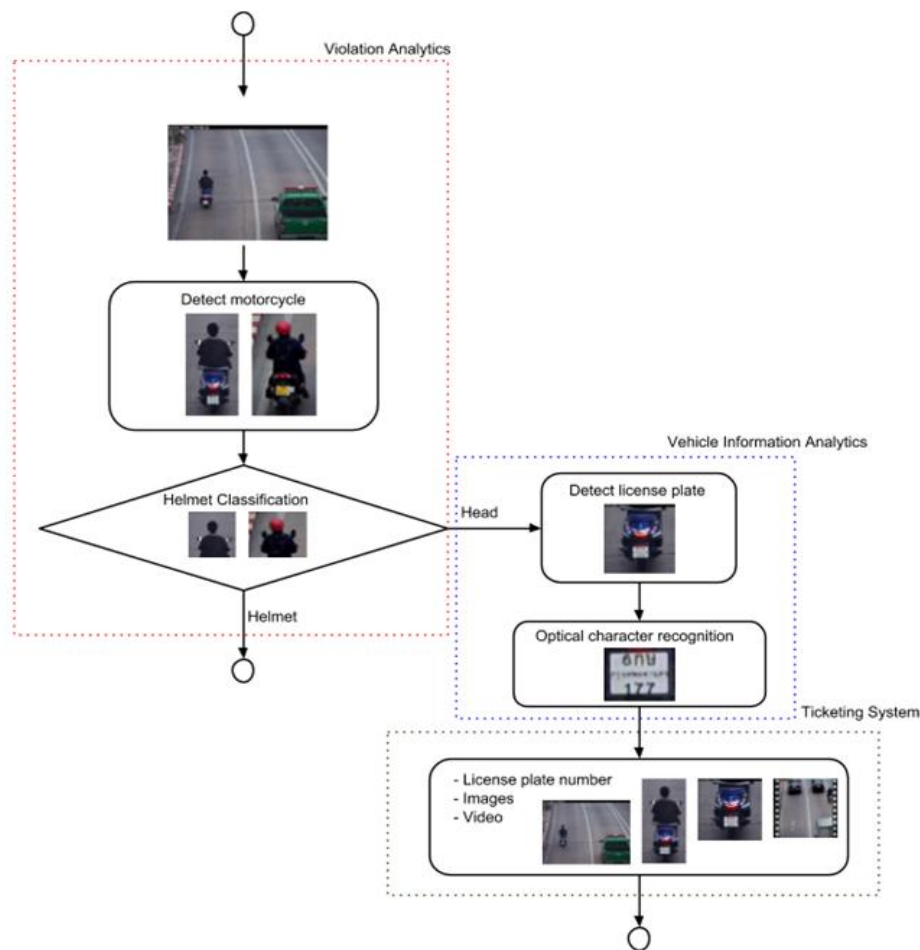 Violation Analytics
Detect motorcycle
Helmet Classification
Head
Helmet
Vehicle Information Analytics
Detect license plate
Optical character recognition
177
Ticketing System
- License plate number
- Images
- Video